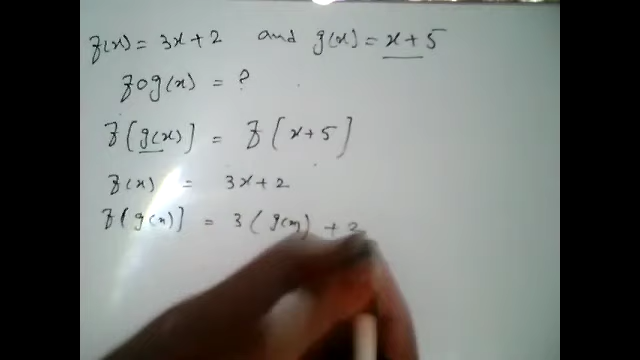 f(x) = 3x+2 and g(x) = x+5
fog(x) = ?
f[g(x)] = f[x+5]
f(x) = 3x+2
f[g(x)] = 3(g(x)) + 2